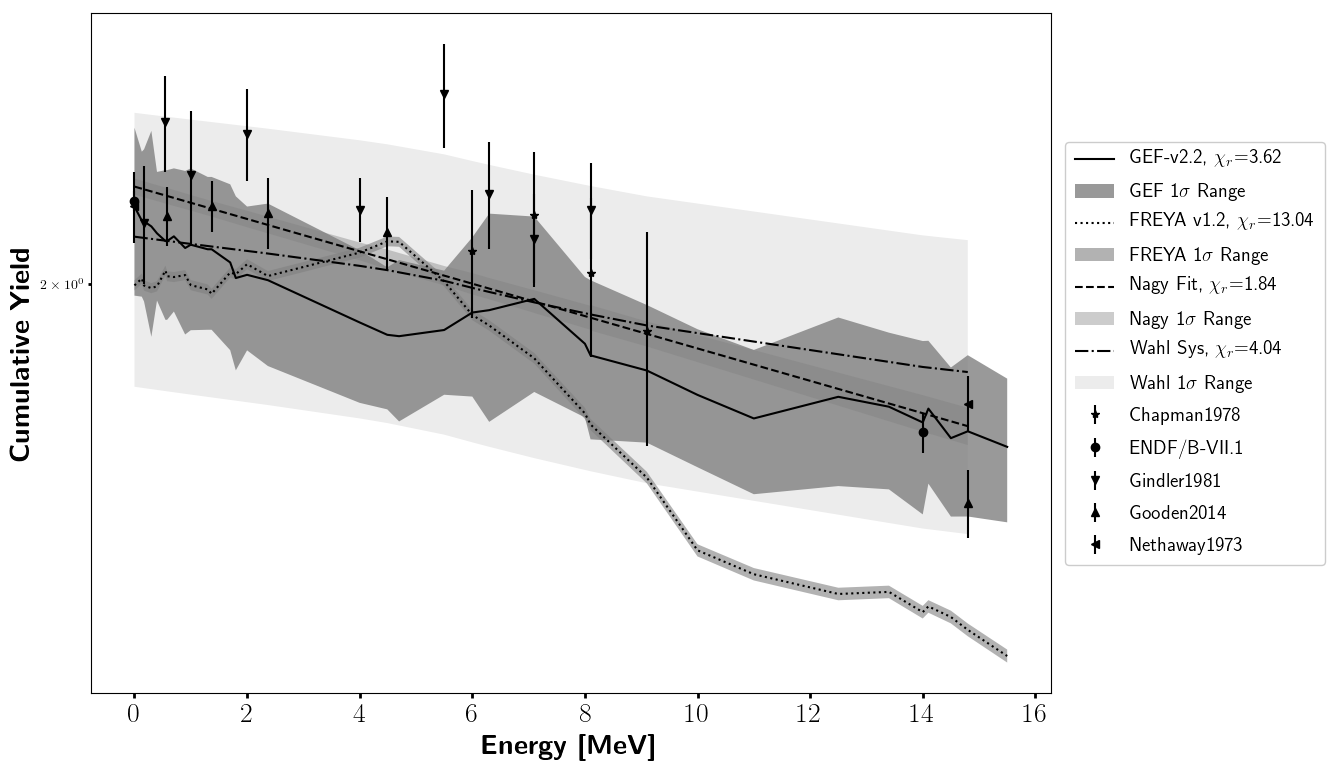 Cumulative Yield
2 × 10⁰
0 2 4 6 8 10 12 14 16
Energy [MeV]
GEF-v2.2, χᵣ=3.62
GEF 1σ Range
FREYA v1.2, χᵣ=13.04
FREYA 1σ Range
Nagy Fit, χᵣ=1.84
Nagy 1σ Range
Wahl Sys, χᵣ=4.04
Wahl 1σ Range
Chapman1978
ENDF/B-VII.1
Gindler1981
Gooden2014
Nethaway1973